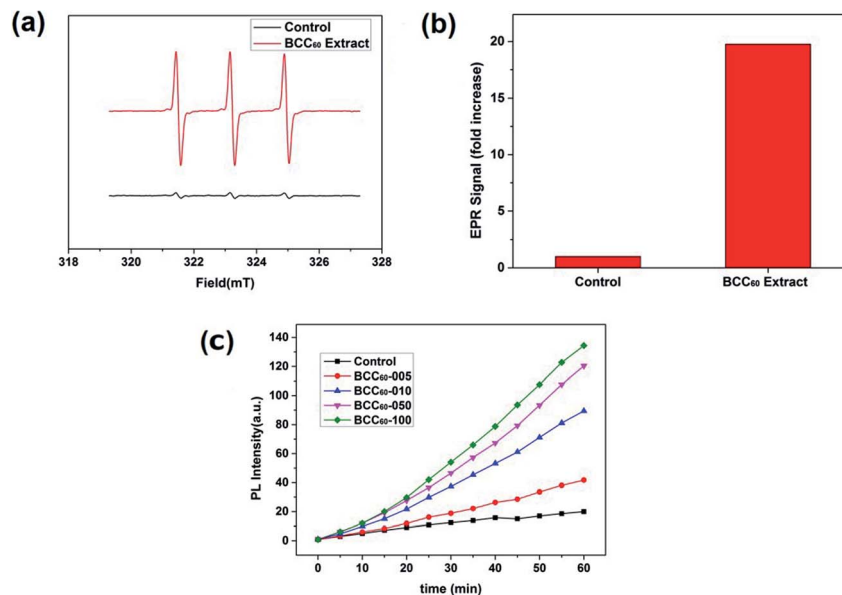 (a)
Control
BCC₆₀ Extract
318 320 322 324 326 328
Field(mT)
(b)
EPR Signal (fold increase)
20
15
10
5
0
Control BCC₆₀ Extract
(c)
PL Intensity(a.u.)
140
120
100
80
60
40
20
0
Control
BCC₆₀-005
BCC₆₀-010
BCC₆₀-050
BCC₆₀-100
0 10 20 30 40 50 60
time (min)